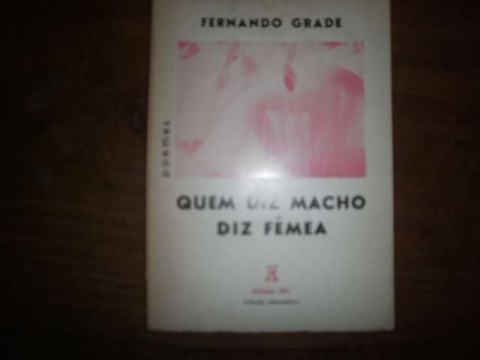 FERNANDO GRADE
poemas
QUEM DIZ MACHO
DIZ FÊMEA